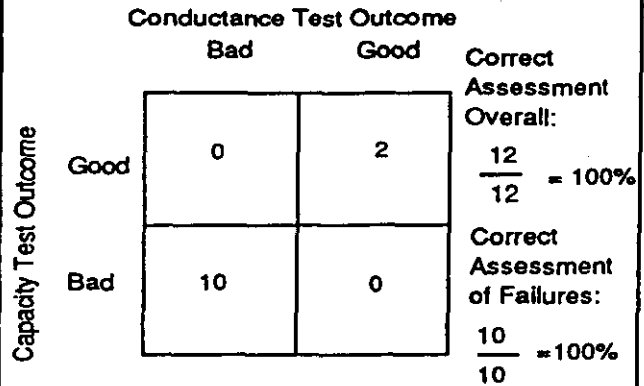 Conductance Test Outcome
Bad Good
Correct
Assessment
Overall:
12
12
= 100%
Capacity Test Outcome
Good 0 2
Bad 10 0
Correct
Assessment
of Failures:
10
10
=100%